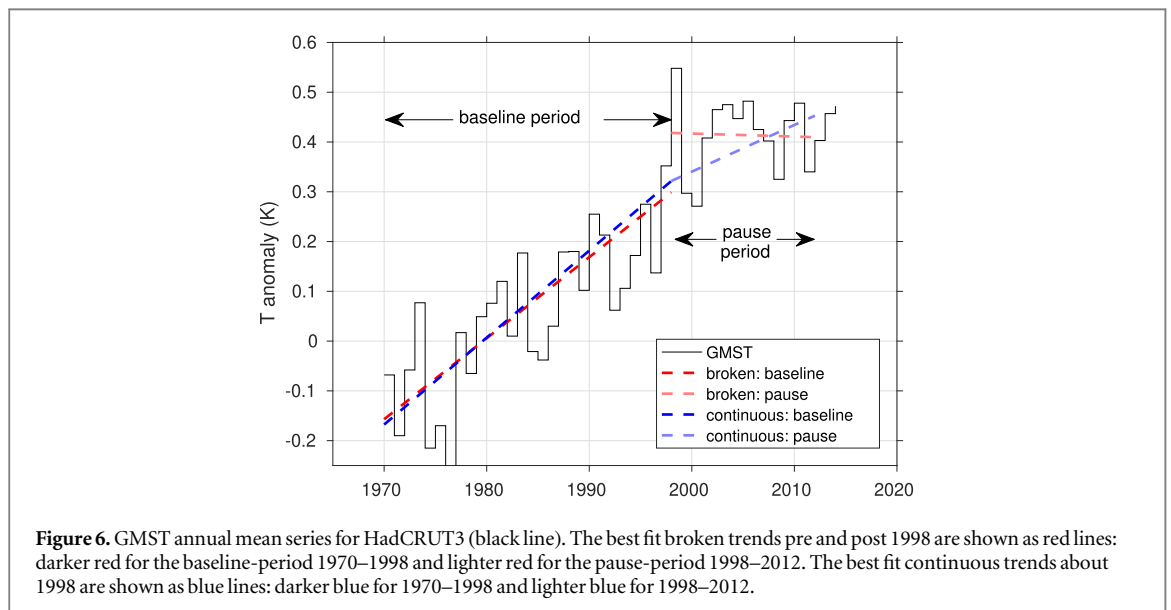 0.6
0.5
0.4
0.3
0.2
0.1
0
-0.1
-0.2
T anomaly (K)
baseline period
pause
period
GMST
broken: baseline
broken: pause
continuous: baseline
continuous: pause
1970 1980 1990 2000 2010 2020
Figure 6. GMST annual mean series for HadCRUT3 (black line). The best fit broken trends pre and post 1998 are shown as red lines:
darker red for the baseline-period 1970–1998 and lighter red for the pause-period 1998–2012. The best fit continuous trends about
1998 are shown as blue lines: darker blue for 1970–1998 and lighter blue for 1998–2012.